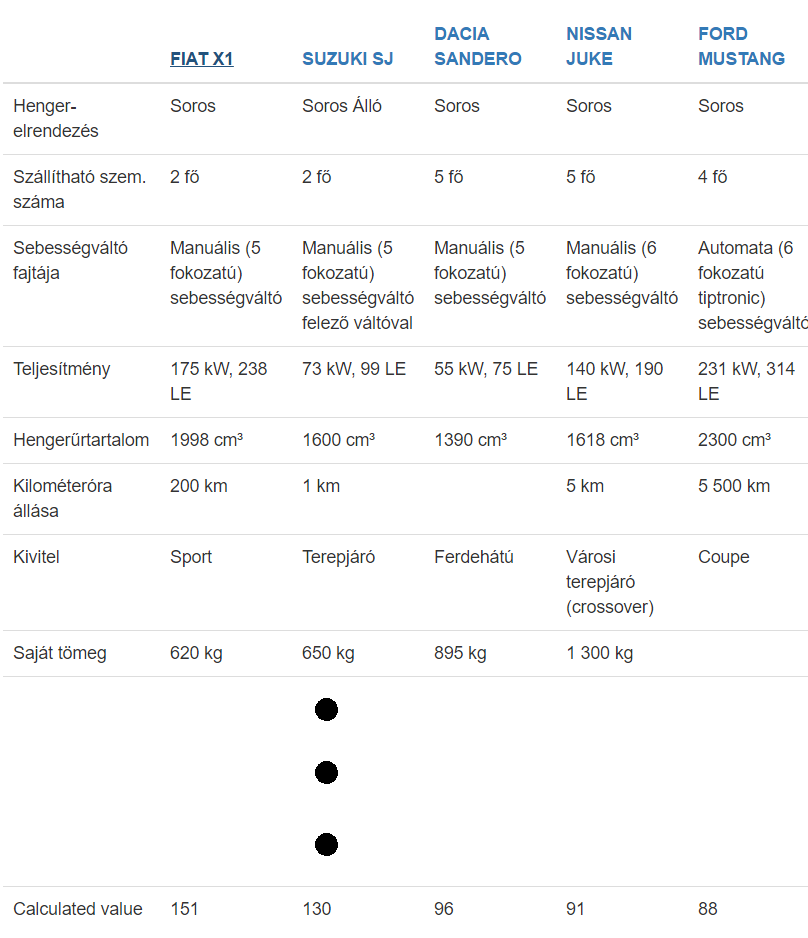 FIAT X1 SUZUKI SJ DACIA SANDERO NISSAN JUKE FORD MUSTANG
Henger-elrendezés Soros Soros Álló Soros Soros Soros
Szállítható szem. száma 2 fő 2 fő 5 fő 5 fő 4 fő
Sebességváltó fajtája Manuális (5 fokozatú) sebességváltó Manuális (5 fokozatú) sebességváltó felező váltóval Manuális (5 fokozatú) sebességváltó Manuális (6 fokozatú) sebességváltó Automata (6 fokozatú tiptronic) sebességváltó
Teljesítmény 175 kW, 238 LE 73 kW, 99 LE 55 kW, 75 LE 140 kW, 190 LE 231 kW, 314 LE
Hengerűrtartalom 1998 cm³ 1600 cm³ 1390 cm³ 1618 cm³ 2300 cm³
Kilométeróra állása 200 km 1 km 5 km 5 500 km
Kivitel Sport Terepjáró Ferdehátú Városi terepjáró (crossover) Coupe
Saját tömeg 620 kg 650 kg 895 kg 1 300 kg
Calculated value 151 130 96 91 88